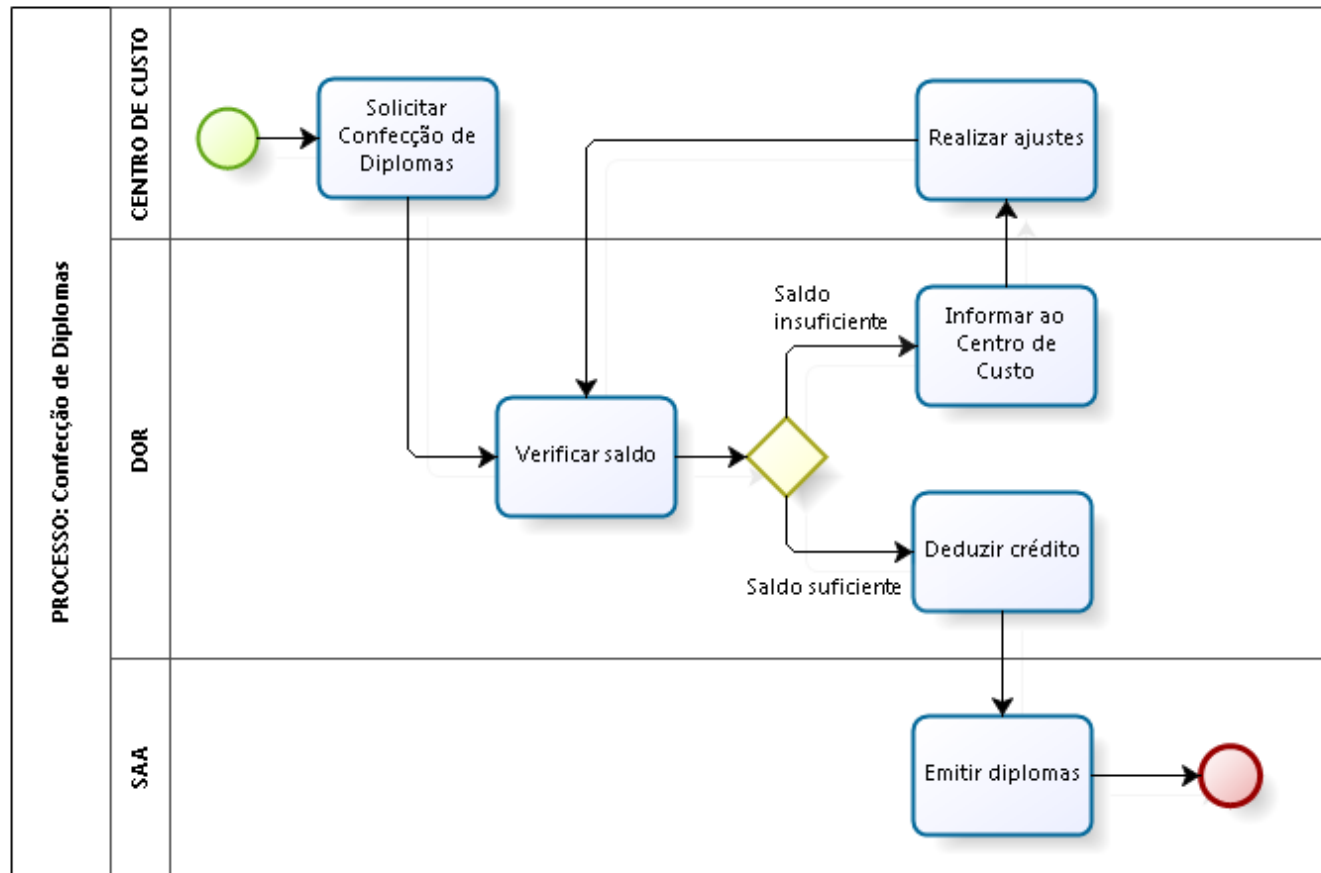 PROCESSO: Confecção de Diplomas
CENTRO DE CUSTO
Solicitar
Confecção de
Diplomas
Realizar ajustes
DOR
Saldo
insuficiente
Informar ao
Centro de
Custo
Verificar saldo
Deduzir crédito
Saldo suficiente
SAA
Emitir diplomas